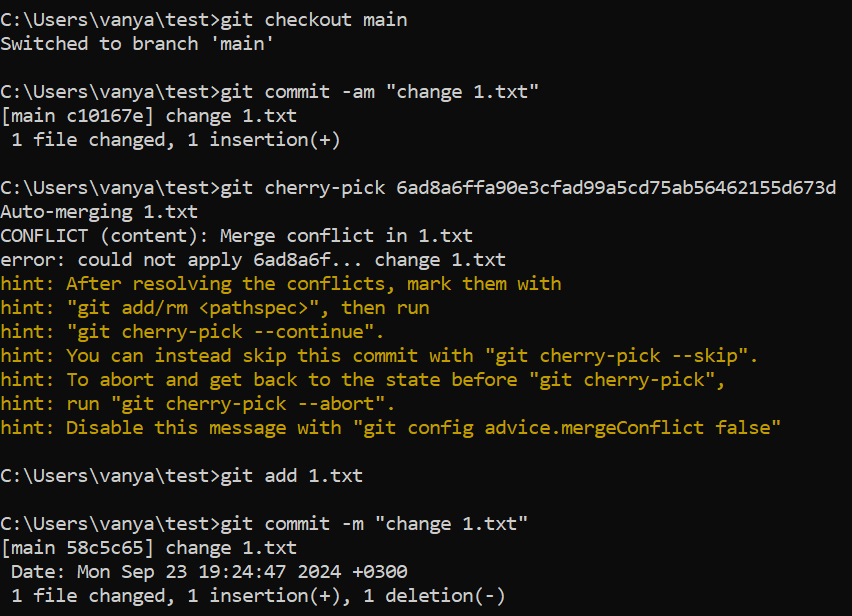 C:\Users\vanya\test>git checkout main
Switched to branch 'main'
C:\Users\vanya\test>git commit -am "change 1.txt"
[main c10167e] change 1.txt
 1 file changed, 1 insertion(+)
C:\Users\vanya\test>git cherry-pick 6ad8a6ffa90e3cfad99a5cd75ab56462155d673d
Auto-merging 1.txt
CONFLICT (content): Merge conflict in 1.txt
error: could not apply 6ad8a6f... change 1.txt
hint: After resolving the conflicts, mark them with
hint: "git add/rm <pathspec>", then run
hint: "git cherry-pick --continue".
hint: You can instead skip this commit with "git cherry-pick --skip".
hint: To abort and get back to the state before "git cherry-pick",
hint: run "git cherry-pick --abort".
hint: Disable this message with "git config advice.mergeConflict false"
C:\Users\vanya\test>git add 1.txt
C:\Users\vanya\test>git commit -m "change 1.txt"
[main 58c5c65] change 1.txt
 Date: Mon Sep 23 19:24:47 2024 +0300
 1 file changed, 1 insertion(+), 1 deletion(-)